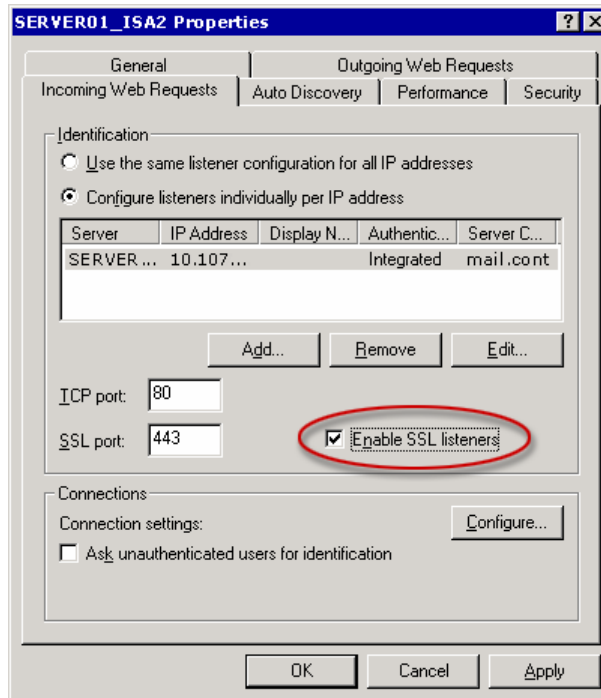 SERVER01_ISA2 Properties
General
Outgoing Web Requests
Incoming Web Requests
Auto Discovery
Performance
Security
Identification
Use the same listener configuration for all IP addresses
Configure listeners individually per IP address
Server IP Address Display N... Authentic... Server C...
SERVER ... 10.107... Integrated mail.cont
Add... Remove Edit...
TCP port: 80
SSL port: 443 Enable SSL listeners
Connections
Connection settings: Configure...
Ask unauthenticated users for identification
OK Cancel Apply